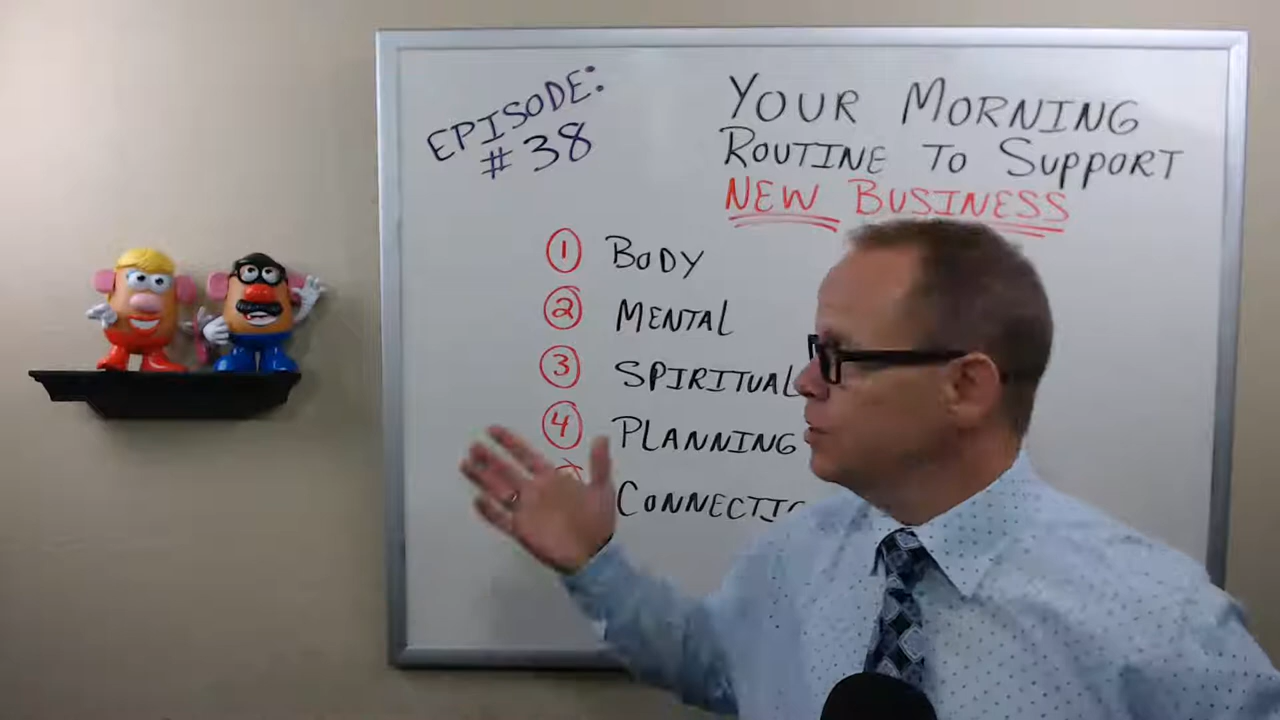 EPISODE:
#38
YOUR MORNING
ROUTINE TO SUPPORT
NEW BUSINESS
1 BODY
2 MENTAL
3 SPIRITUAL
4 PLANNING